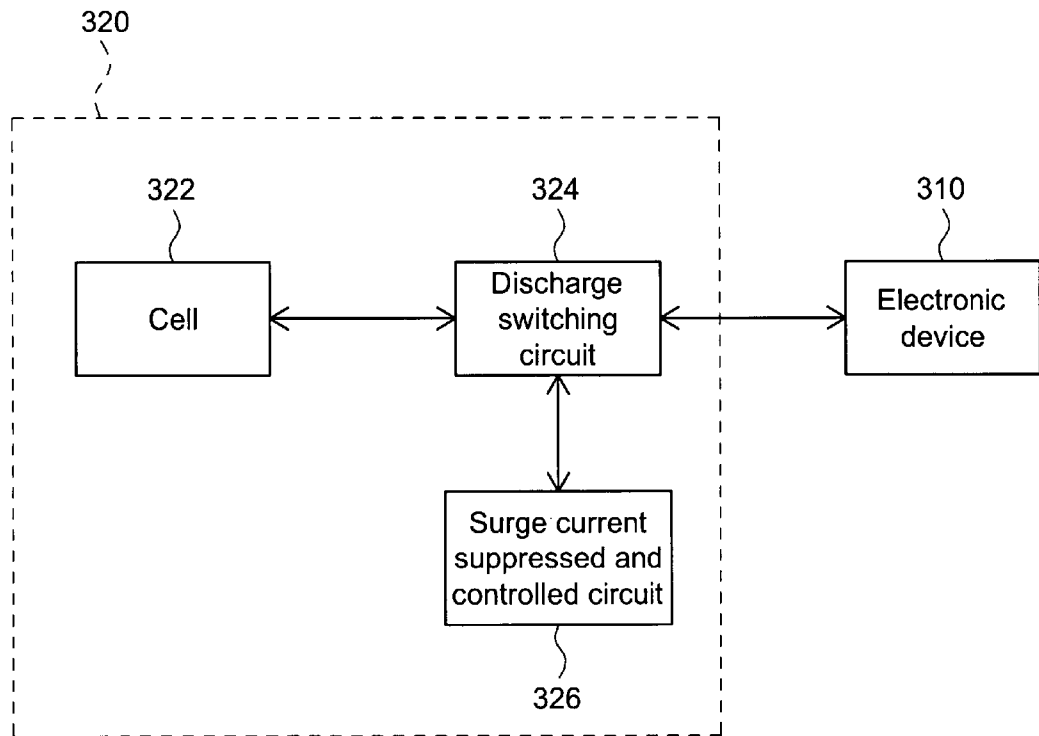 320
322
324
310
Cell
Discharge
switching
circuit
Electronic
device
Surge current
suppressed and
controlled circuit
326